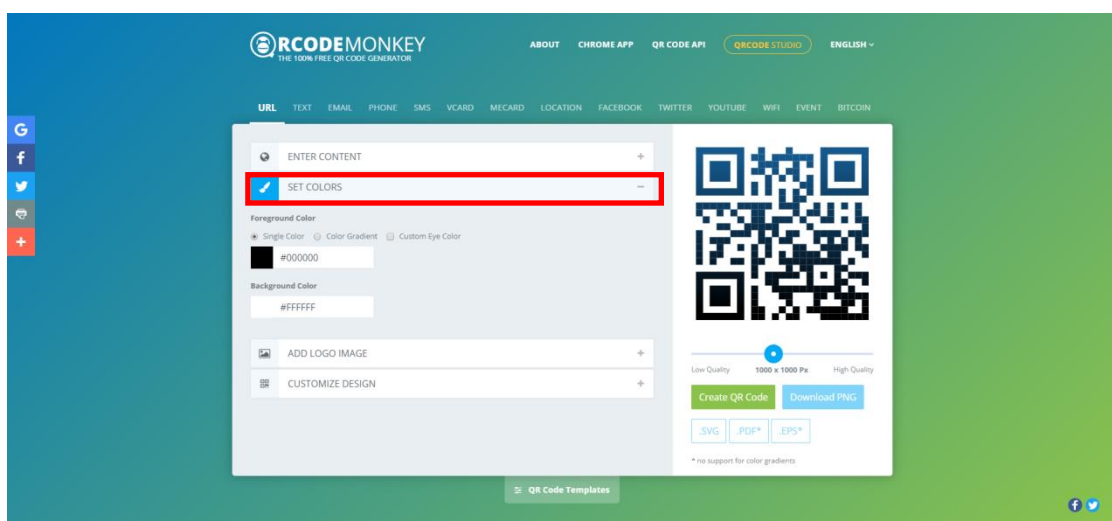 RCODEMONKEY
THE 100% FREE QR CODE GENERATOR
ABOUT CHROME APP QR CODE API QRCODE STUDIO ENGLISH
URL TEXT EMAIL PHONE SMS VCARD MECARD LOCATION FACEBOOK TWITTER YOUTUBE WIFI EVENT BITCOIN
ENTER CONTENT +
SET COLORS −
Foreground Color
Single Color Color Gradient Custom Eye Color
#000000
Background Color
#FFFFFF
ADD LOGO IMAGE +
CUSTOMIZE DESIGN +
Low Quality 1000 x 1000 Px High Quality
Create QR Code Download PNG
.SVG .PDF* .EPS*
* no support for color gradients
QR Code Templates